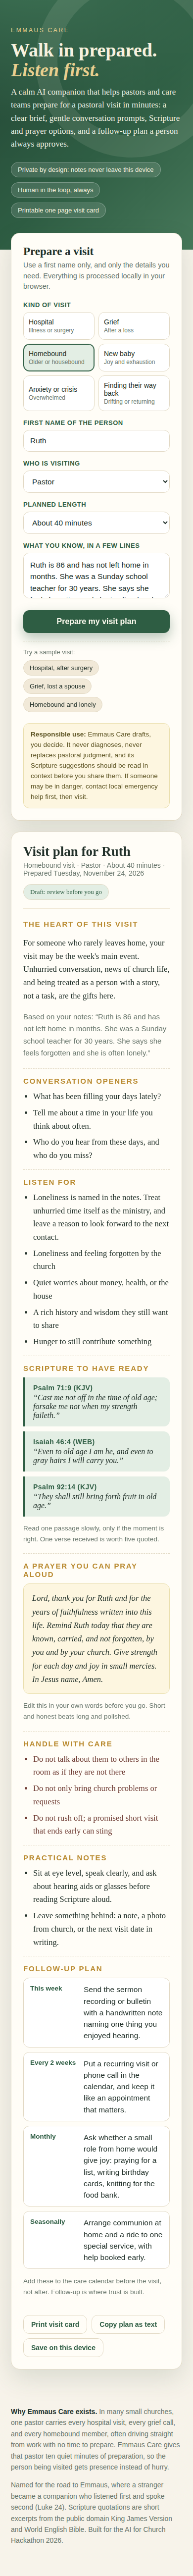 EMMAUS CARE
Walk in prepared.
Listen first.
A calm AI companion that helps pastors and care
teams prepare for a pastoral visit in minutes: a
clear brief, gentle conversation prompts, Scripture
and prayer options, and a follow-up plan a person
always approves.
Private by design: notes never leave this device
Human in the loop, always
Printable one page visit card
Prepare a visit
Use a first name only, and only the details you
need. Everything is processed locally in your
browser.
KIND OF VISIT
Hospital
Illness or surgery
Grief
After a loss
Homebound
Older or housebound
New baby
Joy and exhaustion
Anxiety or crisis
Overwhelmed
Finding their way
back
Drifting or returning
FIRST NAME OF THE PERSON
Ruth
WHO IS VISITING
Pastor
PLANNED LENGTH
About 40 minutes
WHAT YOU KNOW, IN A FEW LINES
Ruth is 86 and has not left home in
months. She was a Sunday school
teacher for 30 years. She says she
Prepare my visit plan
Try a sample visit:
Hospital, after surgery
Grief, lost a spouse
Homebound and lonely
Responsible use: Emmaus Care drafts,
you decide. It never diagnoses, never
replaces pastoral judgment, and its
Scripture suggestions should be read in
context before you share them. If someone
may be in danger, contact local emergency
help first, then visit.
Visit plan for Ruth
Homebound visit · Pastor · About 40 minutes ·
Prepared Tuesday, November 24, 2026
Draft: review before you go
THE HEART OF THIS VISIT
For someone who rarely leaves home, your
visit may be the week's main event.
Unhurried conversation, news of church life,
and being treated as a person with a story,
not a task, are the gifts here.
Based on your notes: “Ruth is 86 and has
not left home in months. She was a Sunday
school teacher for 30 years. She says she
feels forgotten and she is often lonely.”
CONVERSATION OPENERS
• What has been filling your days lately?
• Tell me about a time in your life you
think about often.
• Who do you hear from these days, and
who do you miss?
LISTEN FOR
• Loneliness is named in the notes. Treat
unhurried time itself as the ministry, and
leave a reason to look forward to the next
contact.
• Loneliness and feeling forgotten by the
church
• Quiet worries about money, health, or the
house
• A rich history and wisdom they still want
to share
• Hunger to still contribute something
SCRIPTURE TO HAVE READY
Psalm 71:9 (KJV)
“Cast me not off in the time of old age;
forsake me not when my strength
faileth.”
Isaiah 46:4 (WEB)
“Even to old age I am he, and even to
gray hairs I will carry you.”
Psalm 92:14 (KJV)
“They shall still bring forth fruit in old
age.”
Read one passage slowly, only if the moment is
right. One verse received is worth five quoted.
A PRAYER YOU CAN PRAY
ALOUD
Lord, thank you for Ruth and for the
years of faithfulness written into this
life. Remind Ruth today that they are
known, carried, and not forgotten, by
you and by your church. Give strength
for each day and joy in small mercies.
In Jesus name, Amen.
Edit this in your own words before you go. Short
and honest beats long and polished.
HANDLE WITH CARE
• Do not talk about them to others in the
room as if they are not there
• Do not only bring church problems or
requests
• Do not rush off; a promised short visit
that ends early can sting
PRACTICAL NOTES
• Sit at eye level, speak clearly, and ask
about hearing aids or glasses before
reading Scripture aloud.
• Leave something behind: a note, a photo
from church, or the next visit date in
writing.
FOLLOW-UP PLAN
This week
Send the sermon
recording or bulletin
with a handwritten note
naming one thing you
enjoyed hearing.
Every 2 weeks
Put a recurring visit or
phone call in the
calendar, and keep it
like an appointment
that matters.
Monthly
Ask whether a small
role from home would
give joy: praying for a
list, writing birthday
cards, knitting for the
food bank.
Seasonally
Arrange communion at
home and a ride to one
special service, with
help booked early.
Add these to the care calendar before the visit,
not after. Follow-up is where trust is built.
Print visit card
Copy plan as text
Save on this device
Why Emmaus Care exists. In many small churches,
one pastor carries every hospital visit, every grief call,
and every homebound member, often driving straight
from work with no time to prepare. Emmaus Care gives
that pastor ten quiet minutes of preparation, so the
person being visited gets presence instead of hurry.
Named for the road to Emmaus, where a stranger
became a companion who listened first and spoke
second (Luke 24). Scripture quotations are short
excerpts from the public domain King James Version
and World English Bible. Built for the AI for Church
Hackathon 2026.